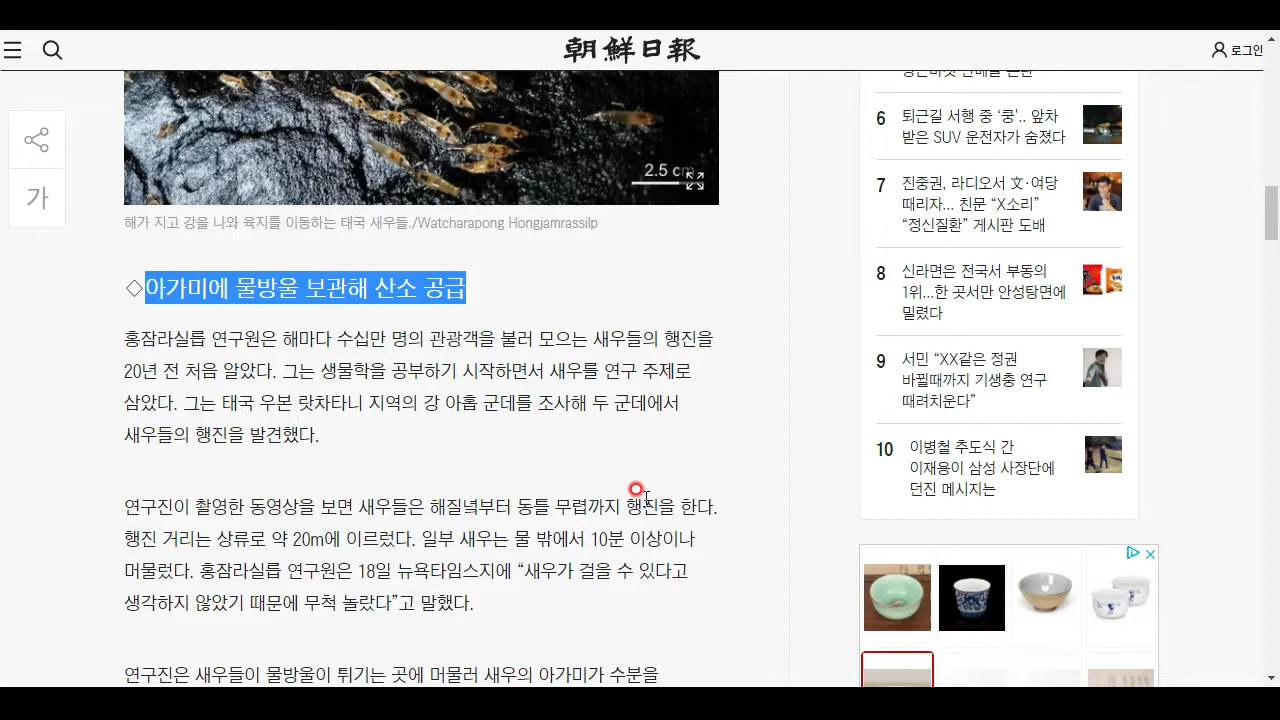 朝鮮日報
로그인
가
2.5
해가 지고 강을 나와 육지를 이동하는 태국 새우들./Watcharapong Hongjamrassilp
◇아가미에 물방울 보관해 산소 공급
홍잠라실릅 연구원은 해마다 수십만 명의 관광객을 불러 모으는 새우들의 행진을
20년 전 처음 알았다. 그는 생물학을 공부하기 시작하면서 새우를 연구 주제로
삼았다. 그는 태국 우본 랏차타니 지역의 강 아홉 군데를 조사해 두 군데에서
새우들의 행진을 발견했다.
연구진이 촬영한 동영상을 보면 새우들은 해질녘부터 동틀 무렵까지 행진을 한다.
행진 거리는 상류로 약 20m에 이르렀다. 일부 새우는 물 밖에서 10분 이상이나
머물렀다. 홍잠라실릅 연구원은 18일 뉴욕타임스지에 “새우가 걸을 수 있다고
생각하지 않았기 때문에 무척 놀랐다”고 말했다.
연구진은 새우들이 물방울이 튀기는 곳에 머물러 새우의 아가미가 수분을
6 퇴근길 서행 중 ‘쿵’.. 앞차
받은 SUV 운전자가 숨졌다
7 진중권, 라디오서 文·여당
때리자... 친문 “X소리”
“정신질환” 게시판 도배
8 신라면은 전국서 부동의
1위...한 곳서만 안성탕면에
밀렸다
9 서민 “XX같은 정권
바뀔때까지 기생충 연구
때려치운다”
10 이병철 추도식 간
이재용이 삼성 사장단에
던진 메시지는